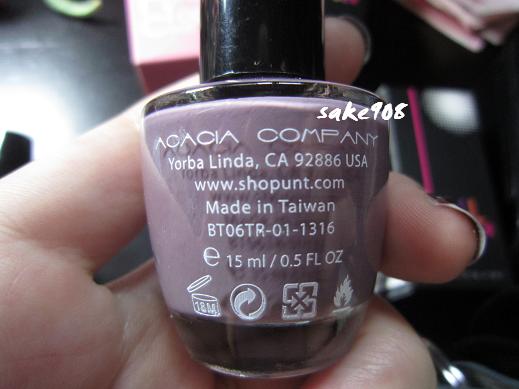 sake908
ACACIA COMPANY
Yorba Linda, CA 92886 USA
www.shopunt.com
Made in Taiwan
BT06TR-01-1316
℮ 15 ml / 0.5 FL OZ
18M